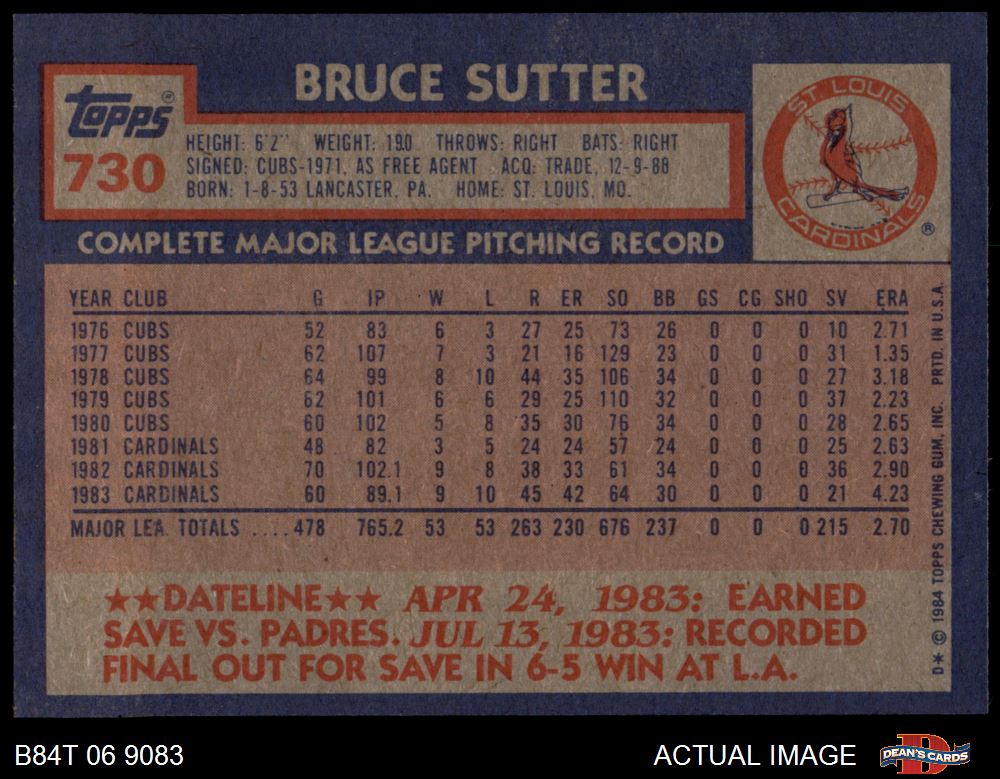 BRUCE SUTTER
Topps®
730
HEIGHT: 6'2" WEIGHT: 190 THROWS: RIGHT BATS: RIGHT
SIGNED: CUBS-1971, AS FREE AGENT ACQ: TRADE, 12-9-88
BORN: 1-8-53 LANCASTER, PA. HOME: ST. LOUIS, MO.
ST. LOUIS
CARDINALS
®
COMPLETE MAJOR LEAGUE PITCHING RECORD
YEAR CLUB G IP W L R ER SO BB GS CG SHO SV ERA
1976 CUBS 52 83 6 3 27 25 73 26 0 0 0 10 2.71
1977 CUBS 62 107 7 3 21 16 129 23 0 0 0 31 1.35
1978 CUBS 64 99 8 10 44 35 106 34 0 0 0 27 3.18
1979 CUBS 62 101 6 6 29 25 110 32 0 0 0 37 2.23
1980 CUBS 60 102 5 8 35 30 76 34 0 0 0 28 2.65
1981 CARDINALS 48 82 3 5 24 24 57 24 0 0 0 25 2.63
1982 CARDINALS 70 102.1 9 8 38 33 61 34 0 0 0 36 2.90
1983 CARDINALS 60 89.1 9 10 45 42 64 30 0 0 0 21 4.23
MAJOR LEA. TOTALS ....478 765.2 53 53 263 230 676 237 0 0 0 215 2.70
★★DATELINE★★ APR 24, 1983: EARNED
SAVE VS. PADRES. JUL 13, 1983: RECORDED
FINAL OUT FOR SAVE IN 6-5 WIN AT L.A.
D* © 1984 TOPPS CHEWING GUM, INC. PRTD. IN U.S.A.
B84T 06 9083
ACTUAL IMAGE
DEAN'S CARDS